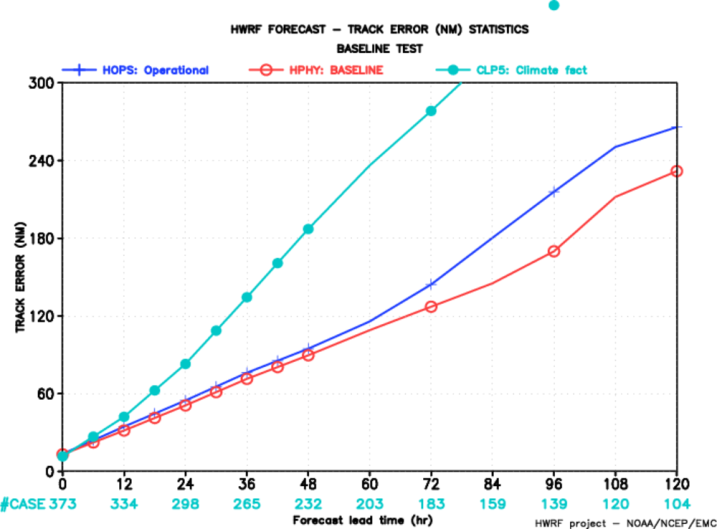 HWRF FORECAST – TRACK ERROR (NM) STATISTICS
BASELINE TEST
HOPS: Operational HPHY: BASELINE CLP5: Climate fact
300
240
180
120
60
0
TRACK ERROR (NM)
0 12 24 36 48 60 72 84 96 108 120
#CASE 373 334 298 265 232 203 183 159 139 120 104
Forecast lead time (hr)
HWRF project – NOAA/NCEP/EMC